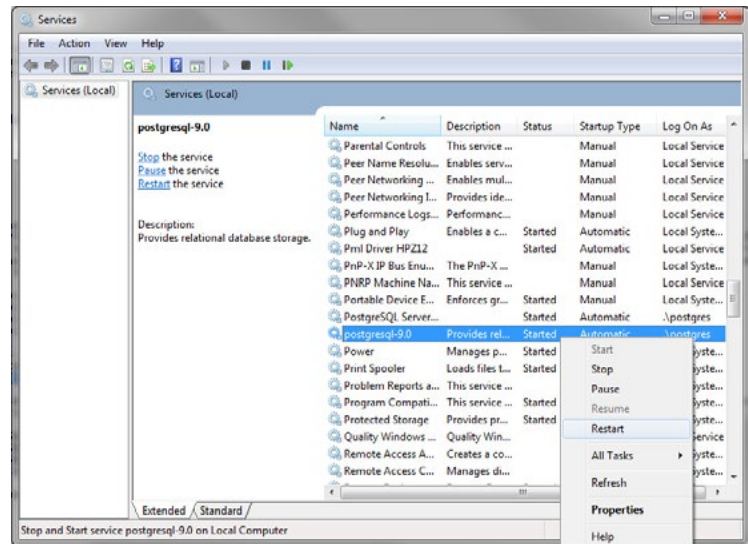 Services
File Action View Help
Services (Local)
Services (Local)
postgresql-9.0
Stop the service
Pause the service
Restart the service
Description:
Provides relational database storage.
Name Description Status Startup Type Log On As
Parental Controls This service ... Manual Local Service
Peer Name Resolu... Enables serv... Manual Local Service
Peer Networking ... Enables mul... Manual Local Service
Peer Networking I... Provides ide... Manual Local Service
Performance Logs... Performanc... Manual Local Service
Plug and Play Enables a c... Started Automatic Local Syste...
Pml Driver HPZ12 Started Automatic Local Service
PnP-X IP Bus Enu... The PnP-X ... Manual Local Syste...
PNRP Machine Na... This service ... Manual Local Service
Portable Device E... Enforces gr... Started Manual Local Syste...
PostgreSQL Server... Started Automatic .\postgres
postgresql-9.0 Provides rel... Started Automatic .\postgres
Power Manages p... Started yste...
Print Spooler Loads files t... Started yste...
Problem Reports a... This service ... yste...
Program Compati... This service ... Started yste...
Protected Storage Provides pr... Started yste...
Quality Windows ... Quality Win... ervice
Remote Access A... Creates a co... yste...
Remote Access C... Manages di... yste...
Start
Stop
Pause
Resume
Restart
All Tasks
Refresh
Properties
Help
Extended Standard
Stop and Start service postgresql-9.0 on Local Computer